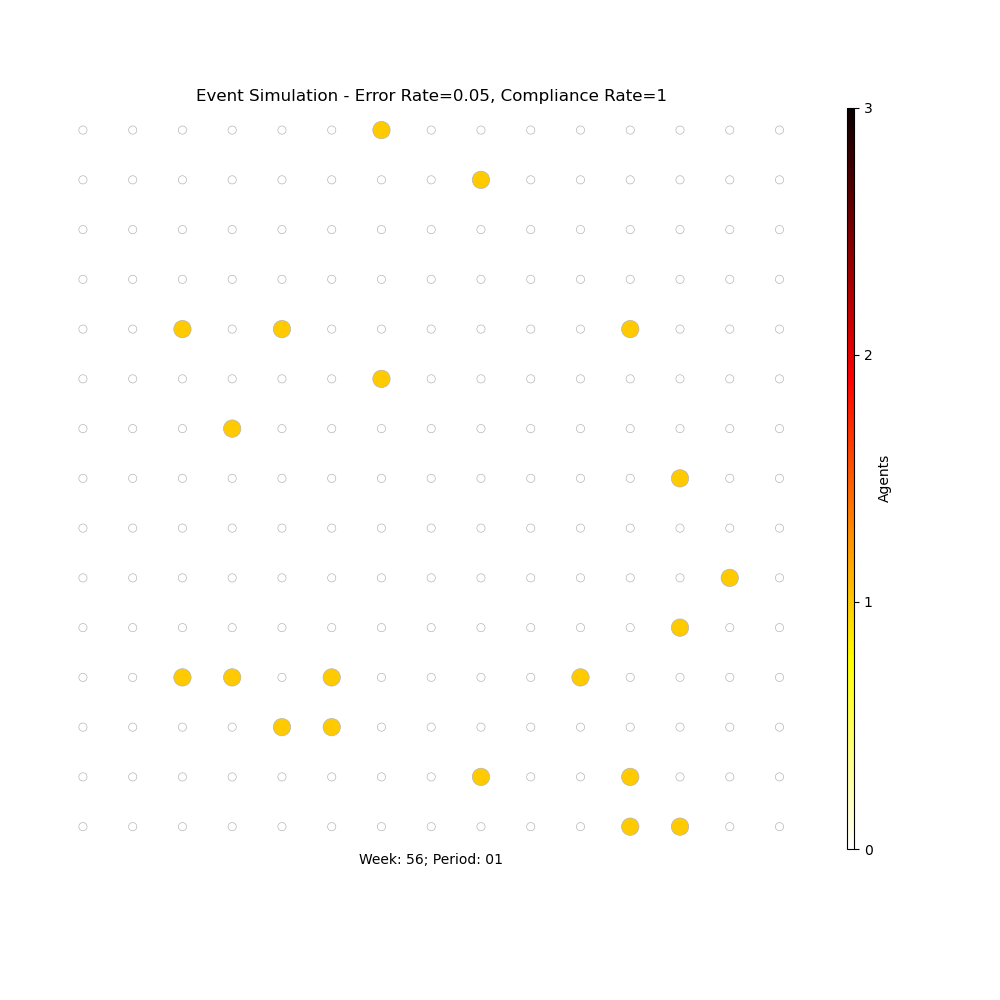 Event Simulation - Error Rate=0.05, Compliance Rate=1
3
2
Agents
1
0
Week: 56; Period: 01